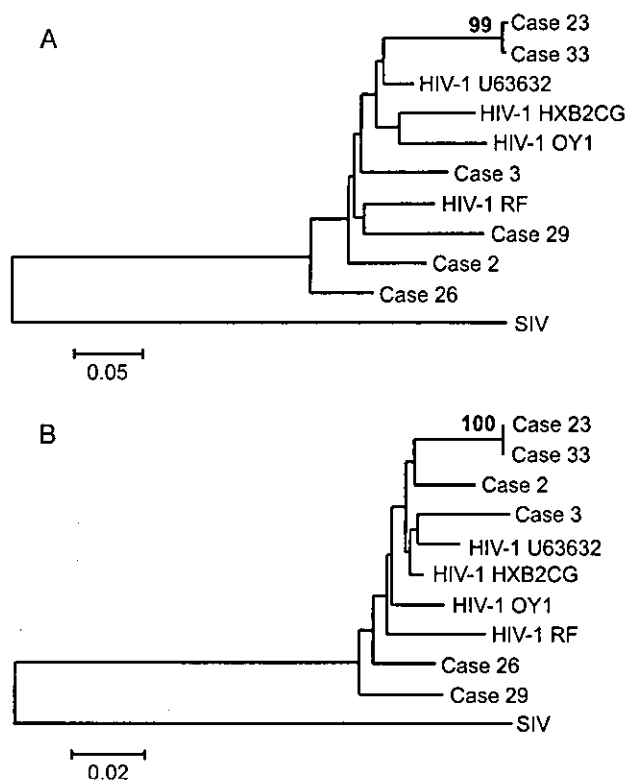 A
99
Case 23
Case 33
HIV-1 U63632
HIV-1 HXB2CG
HIV-1 OY1
Case 3
HIV-1 RF
Case 29
Case 2
Case 26
SIV
0.05
B
100
Case 23
Case 33
Case 2
Case 3
HIV-1 U63632
HIV-1 HXB2CG
HIV-1 OY1
HIV-1 RF
Case 26
Case 29
SIV
0.02